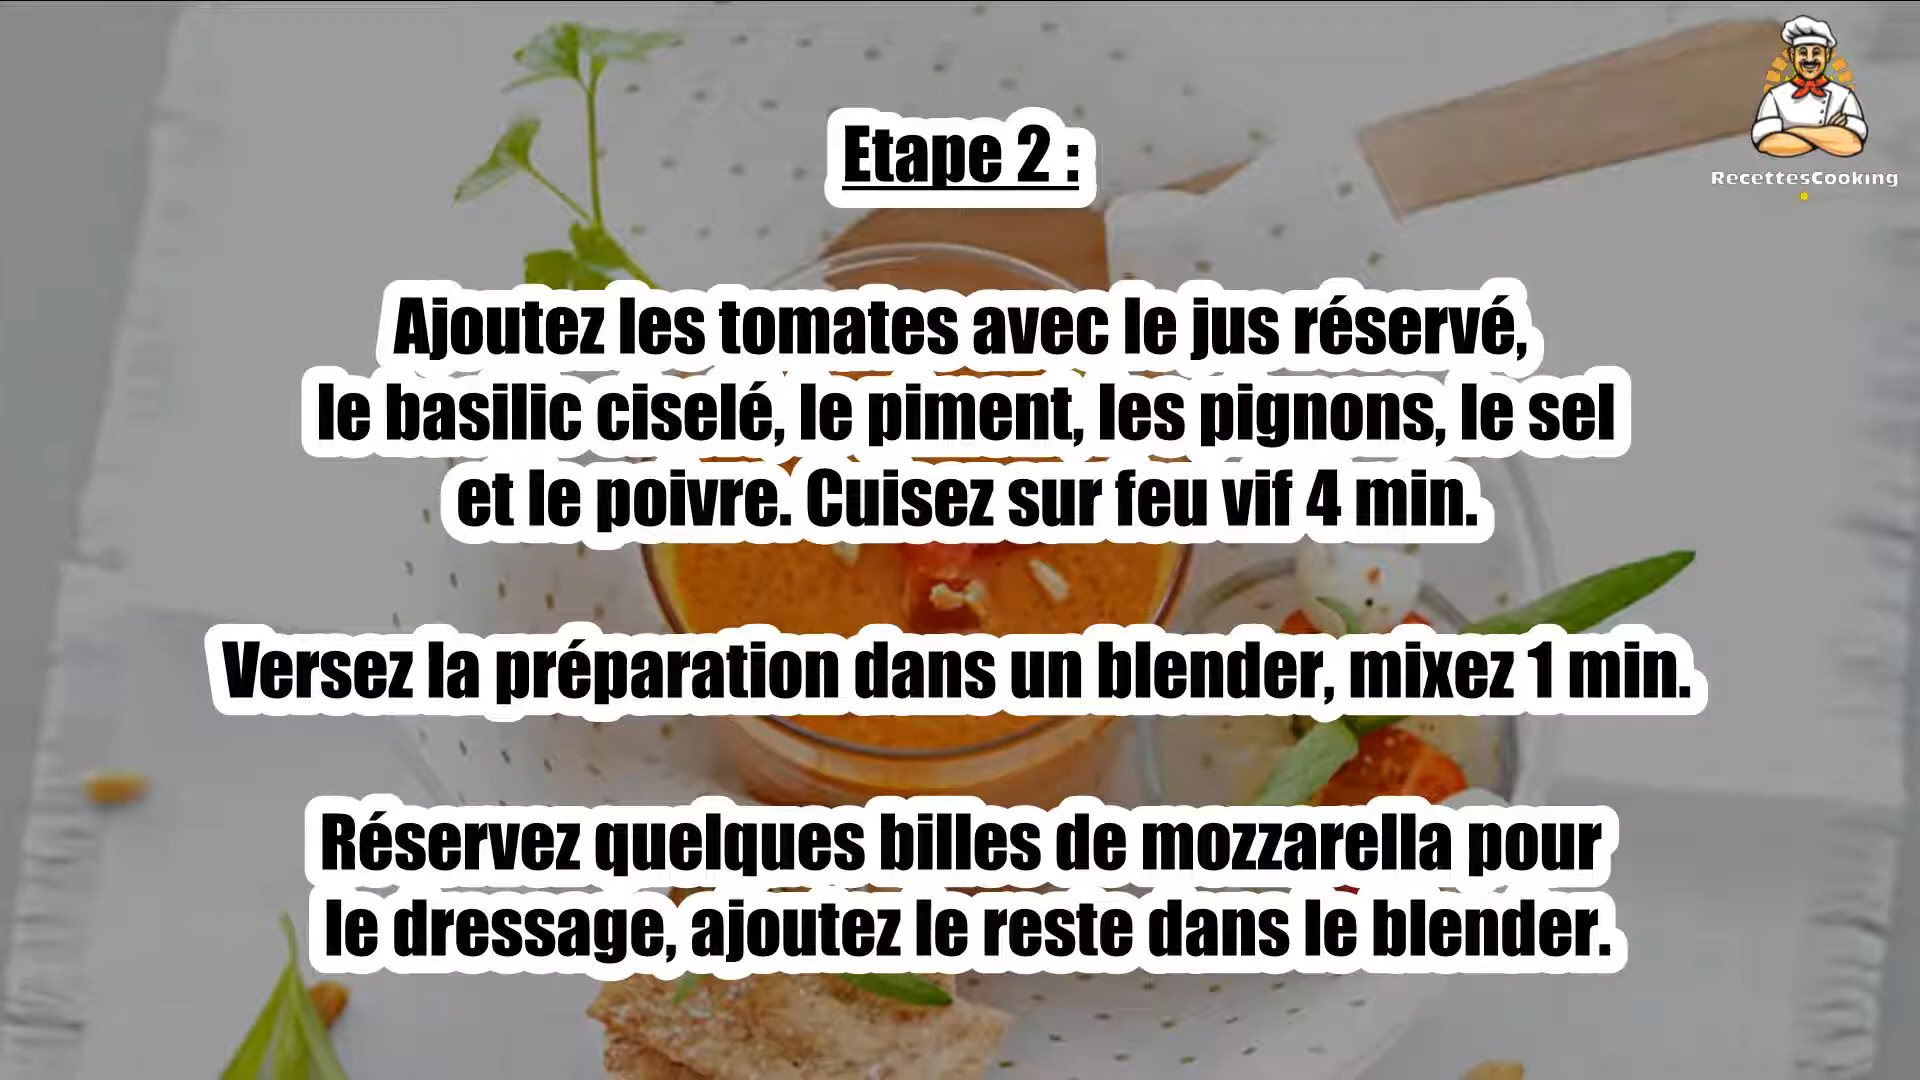 RecettesCooking
Etape 2 :
Ajoutez les tomates avec le jus réservé,
le basilic ciselé, le piment, les pignons, le sel
et le poivre. Cuisez sur feu vif 4 min.
Versez la préparation dans un blender, mixez 1 min.
Réservez quelques billes de mozzarella pour
le dressage, ajoutez le reste dans le blender.